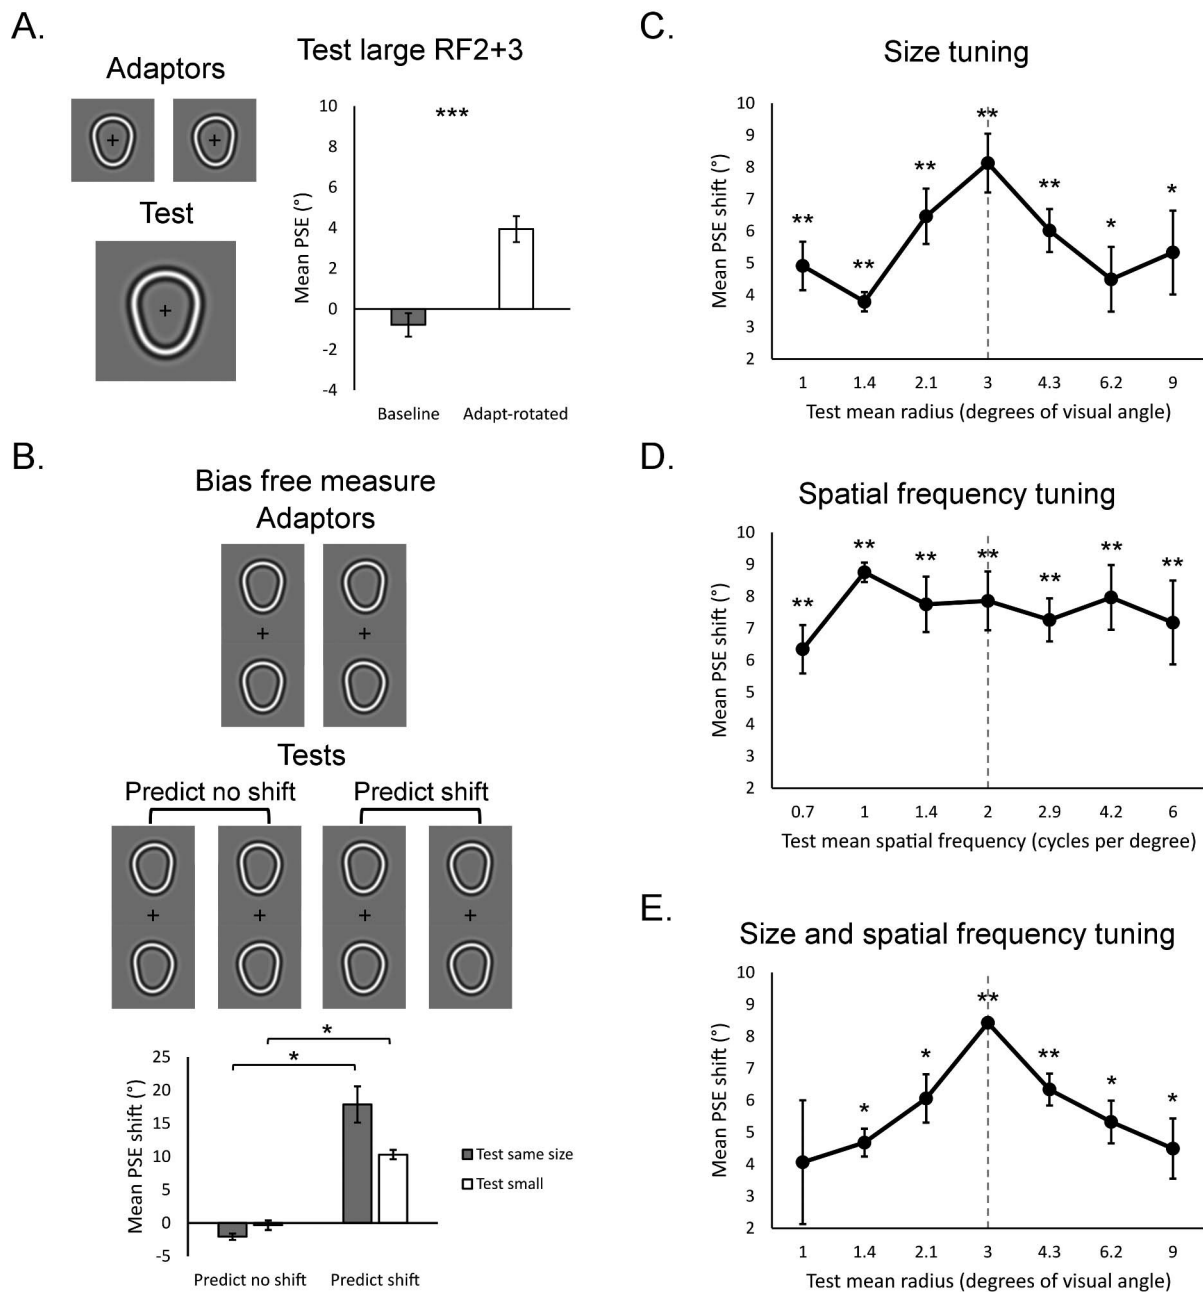 A.
Test large RF2+3
Adaptors
Test
10
8
6
4
2
0
-2
-4
Mean PSE (°)
***
Baseline
Adapt-rotated
B.
Bias free measure
Adaptors
Tests
Predict no shift
Predict shift
*
*
25
20
15
10
5
0
-5
Mean PSE shift (°)
Test same size
Test small
Predict no shift
Predict shift
C.
Size tuning
10
9
8
7
6
5
4
3
2
Mean PSE shift (°)
**
**
**
**
**
*
*
1
1.4
2.1
3
4.3
6.2
9
Test mean radius (degrees of visual angle)
D.
Spatial frequency tuning
10
9
8
7
6
5
4
3
2
Mean PSE shift (°)
**
**
**
**
**
**
**
0.7
1
1.4
2
2.9
4.2
6
Test mean spatial frequency (cycles per degree)
E.
Size and spatial frequency tuning
10
9
8
7
6
5
4
3
2
Mean PSE shift (°)
*
*
**
**
*
*
1
1.4
2.1
3
4.3
6.2
9
Test mean radius (degrees of visual angle)